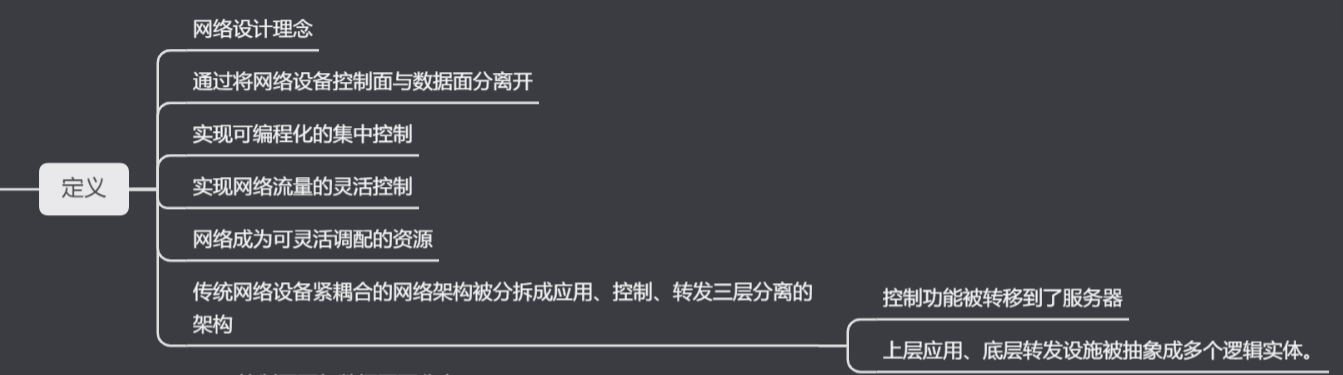 网络设计理念
通过将网络设备控制面与数据面分离开
实现可编程化的集中控制
定义
实现网络流量的灵活控制
网络成为可灵活调配的资源
传统网络设备紧耦合的网络架构被分拆成应用、控制、转发三层分离的
架构
控制功能被转移到了服务器
上层应用、底层转发设施被抽象成多个逻辑实体。